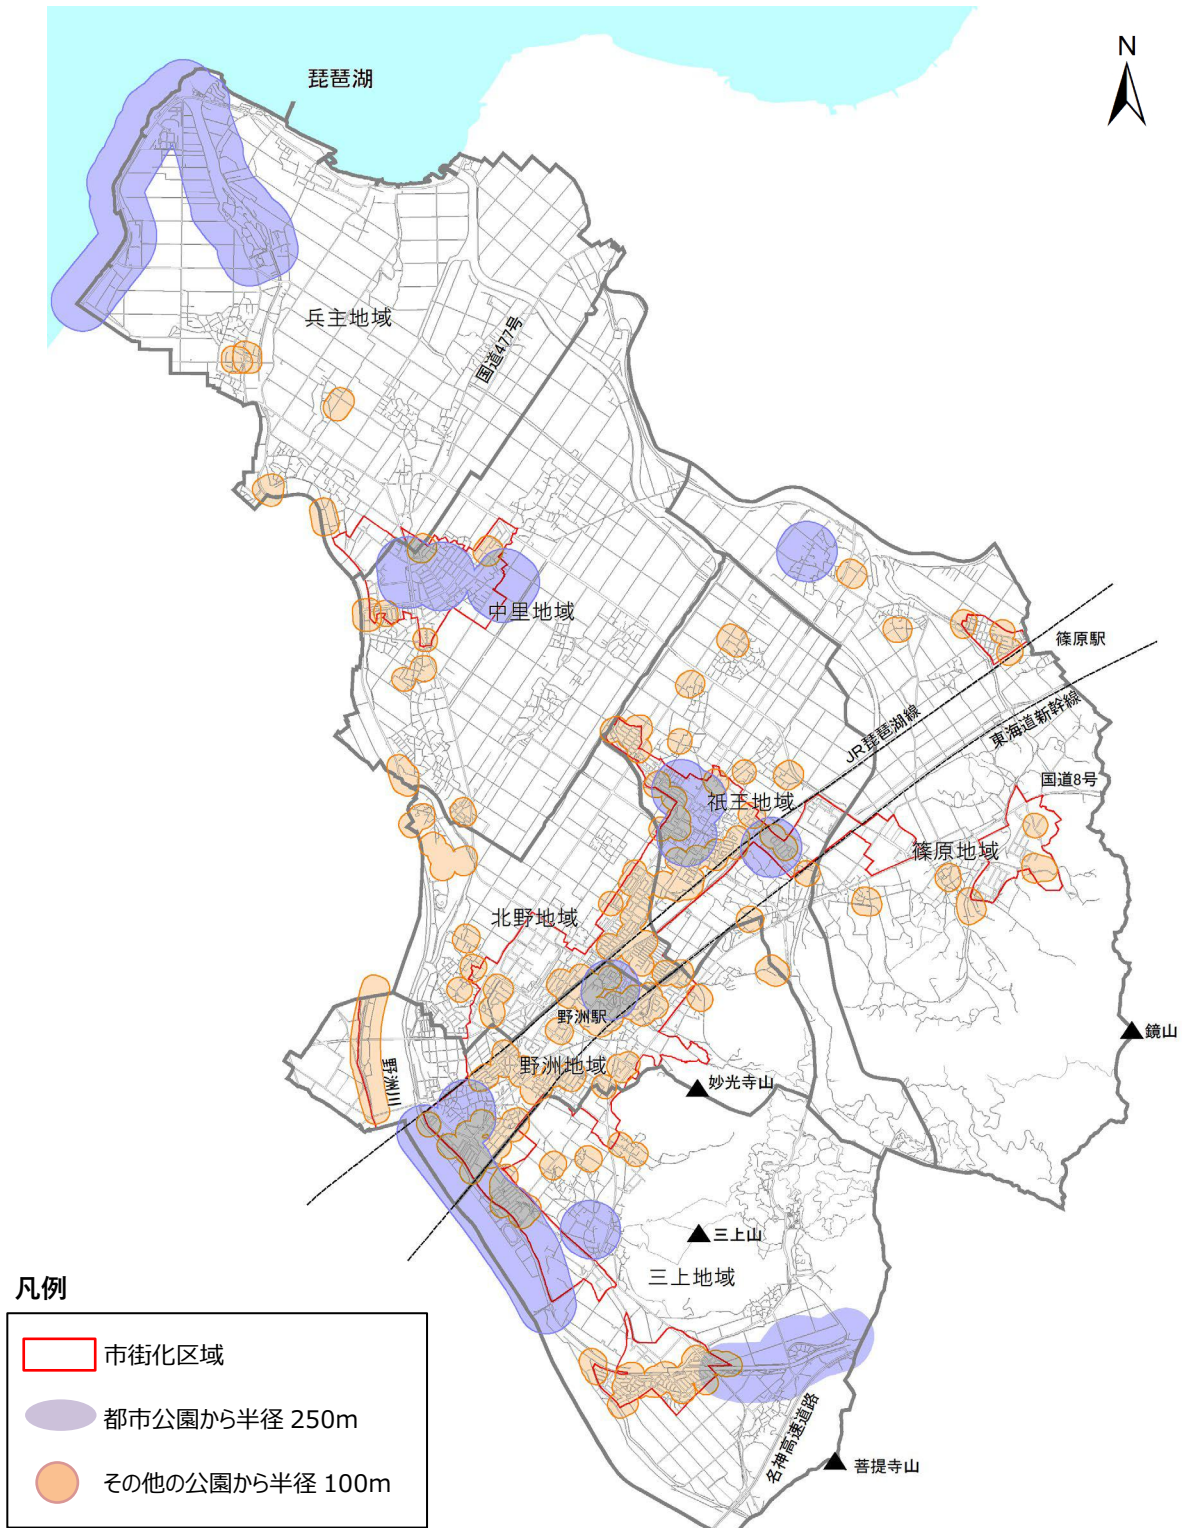 N
琵琶湖
兵主地域
国道477号
中里地域
篠原駅
JR琵琶湖線
東海道新幹線
国道8号
祇王地域
篠原地域
北野地域
野洲駅
鏡山
野洲川
野洲地域
妙光寺山
三上山
三上地域
名神高速道路
菩提寺山
凡例
市街化区域
都市公園から半径 250m
その他の公園から半径 100m